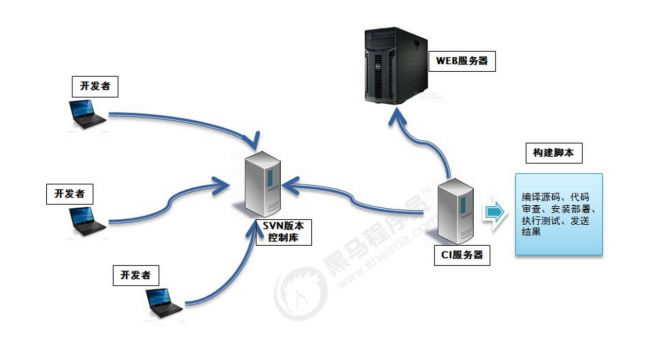 WEB服务器
开发者
构建脚本
开发者
编译源码、代码
审查、安装部署、
执行测试、发送
结果
SVN版本
控制库
CI服务器
开发者
黑马程序员
www.itheima.com